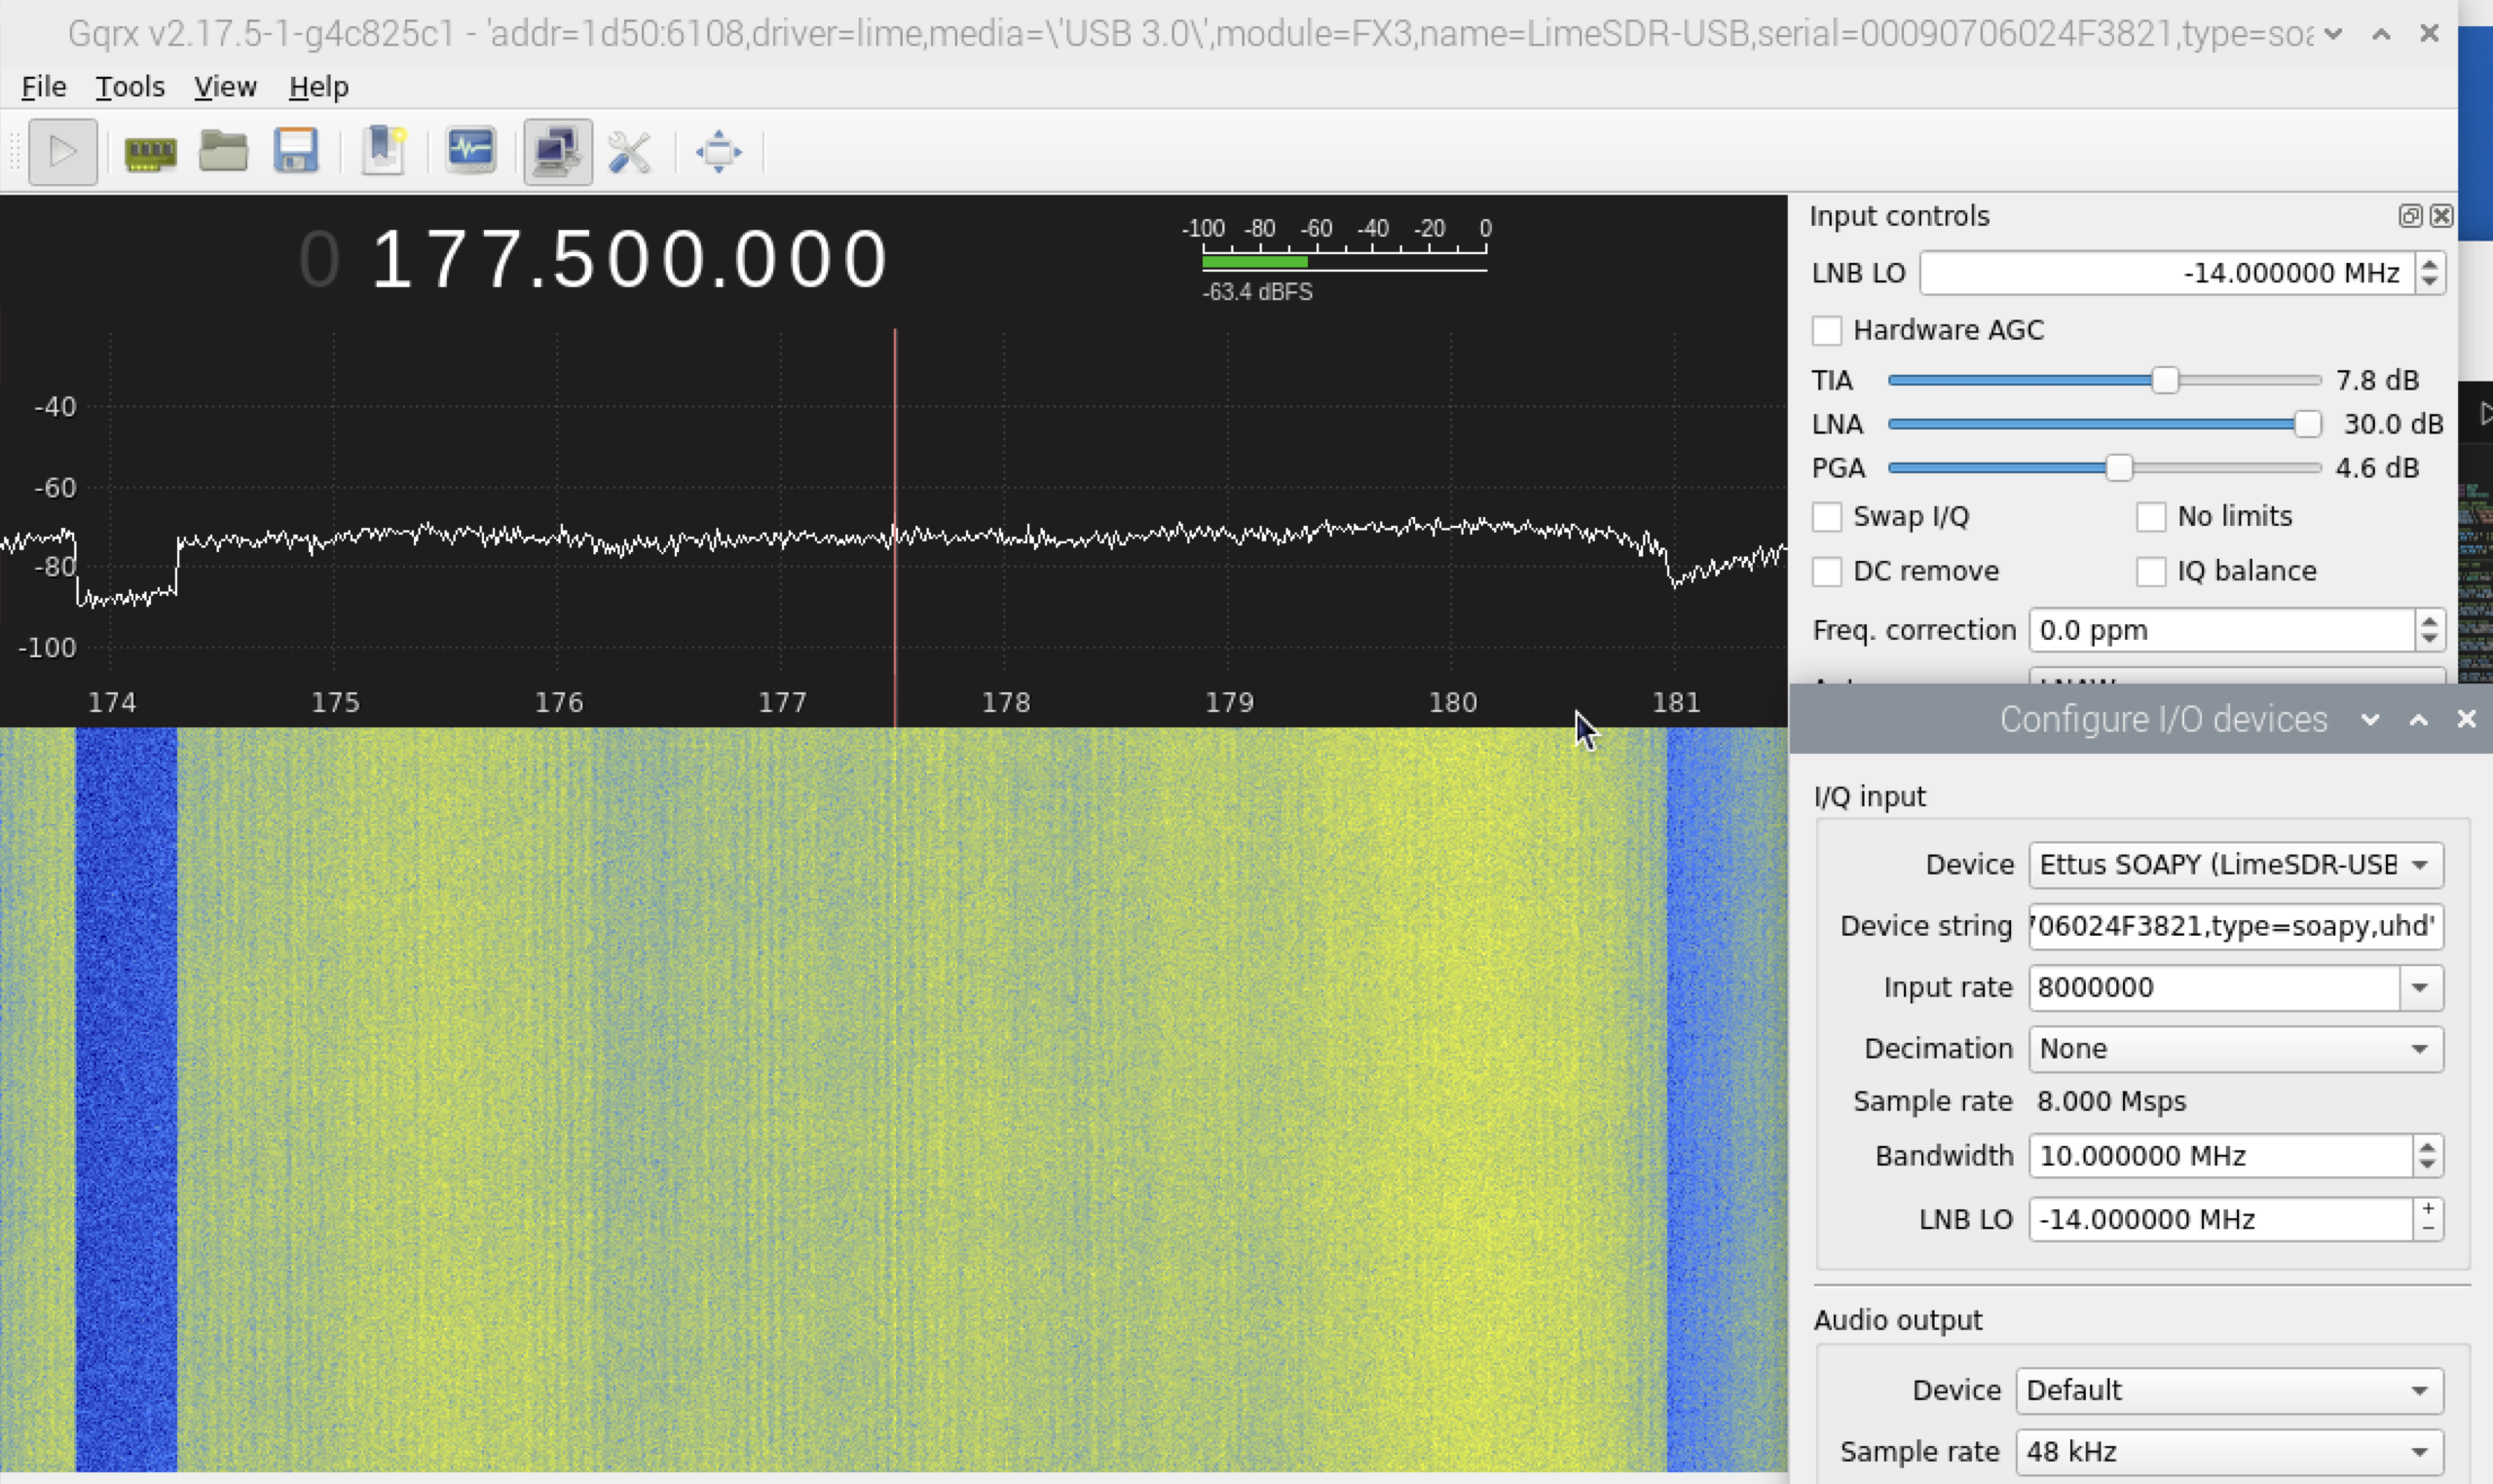 Gqrx v2.17.5-1-g4c825c1 - 'addr=1d50:6108,driver=lime,media=\'USB 3.0\',module=FX3,name=LimeSDR-USB,serial=00090706024F3821,type=soa
File Tools View Help
0 177.500.000
-100 -80 -60 -40 -20 0
-63.4 dBFS
-40
-60
-80
-100
174 175 176 177 178 179 180 181
Input controls
LNB LO -14.000000 MHz
Hardware AGC
TIA 7.8 dB
LNA 30.0 dB
PGA 4.6 dB
Swap I/Q No limits
DC remove IQ balance
Freq. correction 0.0 ppm
Configure I/O devices
I/Q input
Device Ettus SOAPY (LimeSDR-USB
Device string 706024F3821,type=soapy,uhd'
Input rate 8000000
Decimation None
Sample rate 8.000 Msps
Bandwidth 10.000000 MHz
LNB LO -14.000000 MHz
Audio output
Device Default
Sample rate 48 kHz